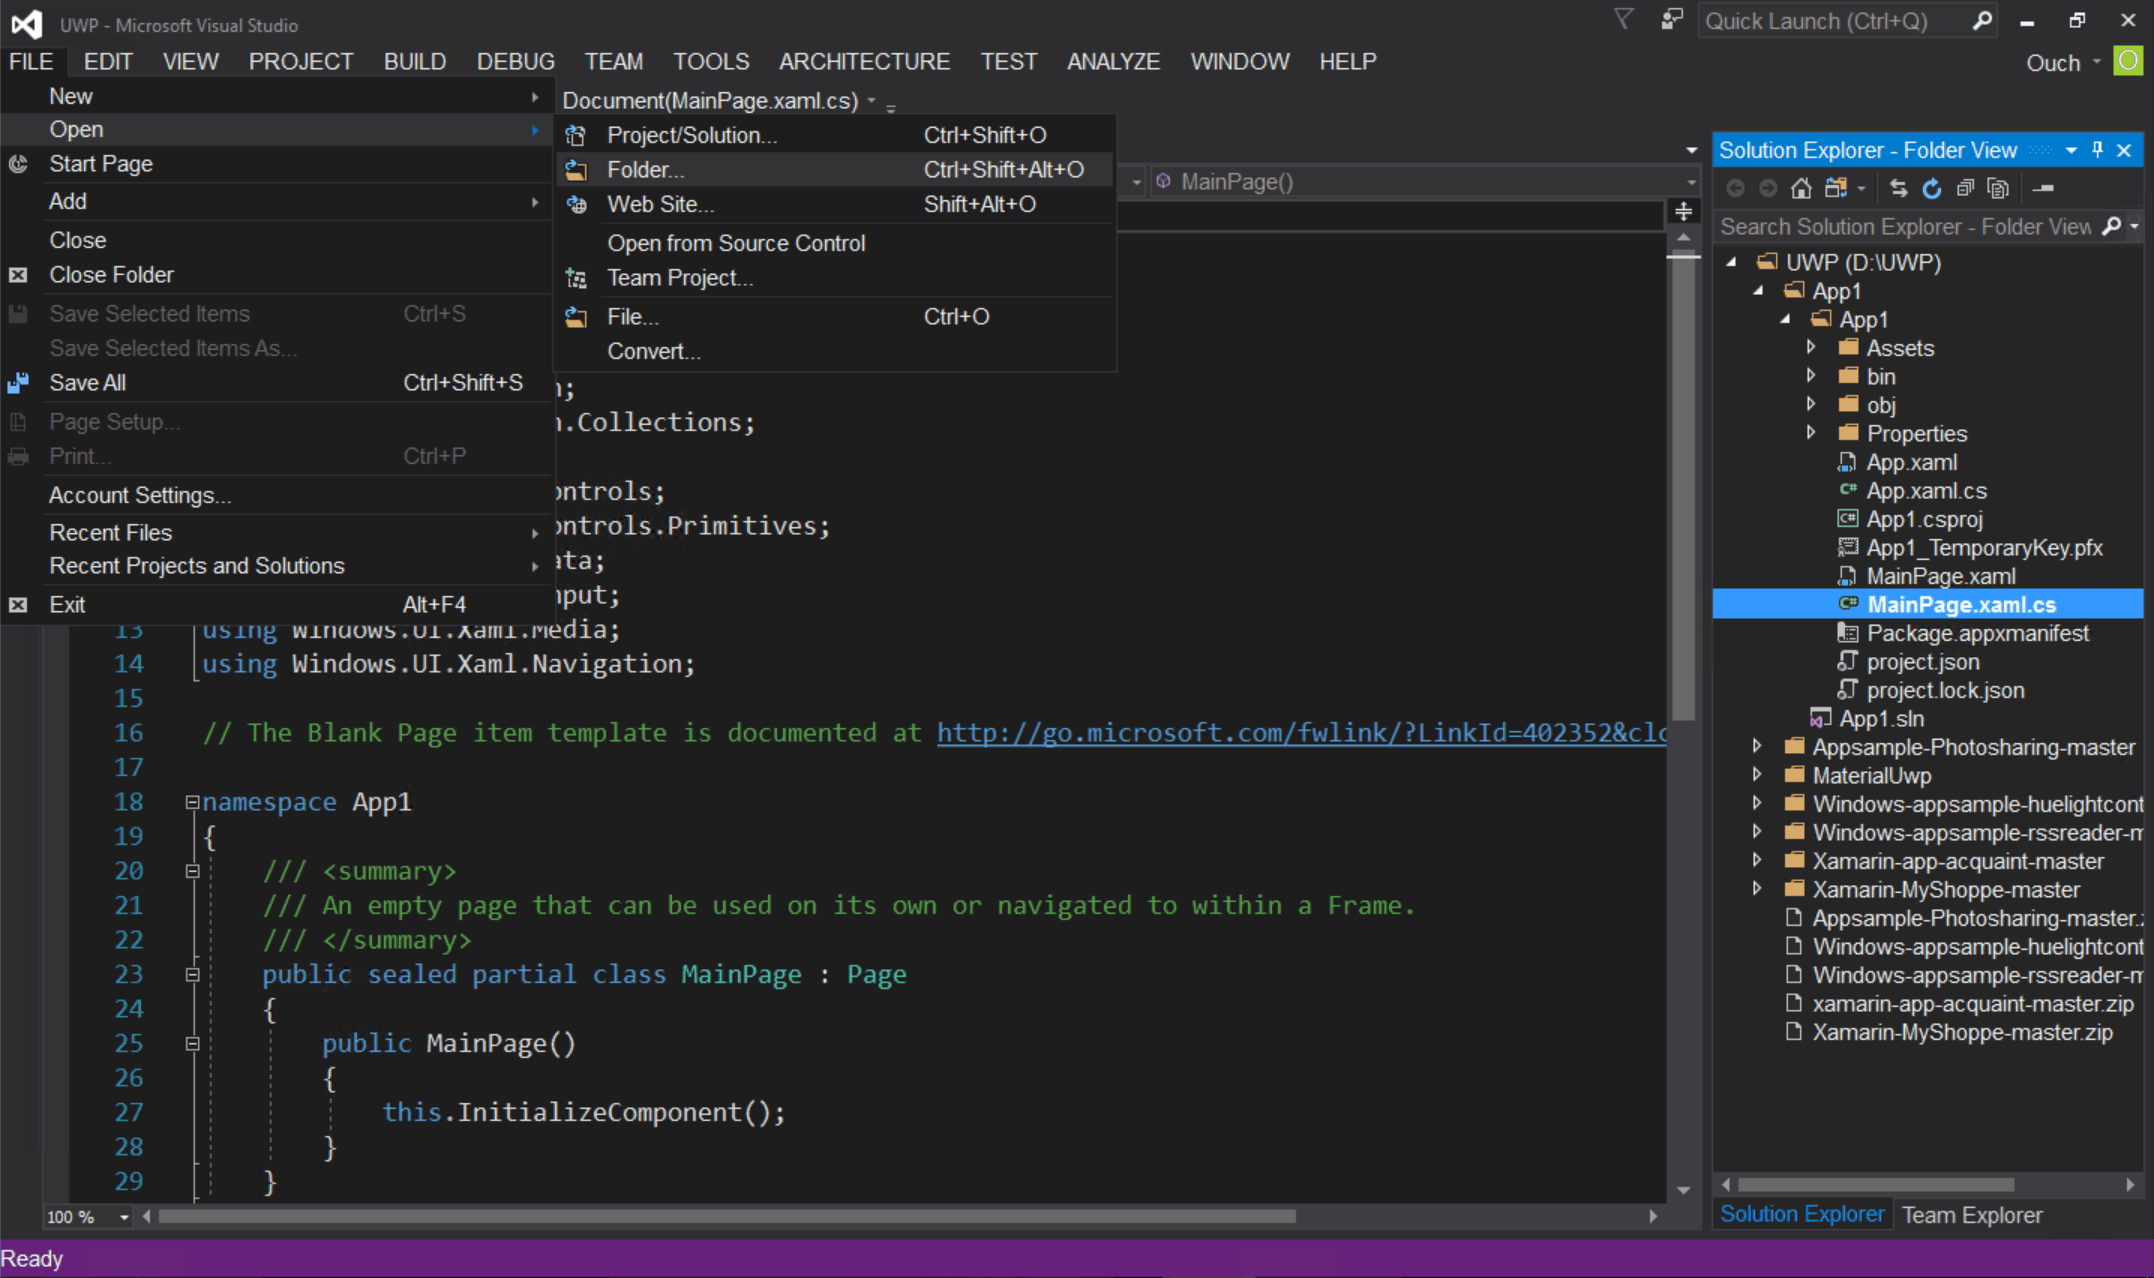 UWP - Microsoft Visual Studio
Quick Launch (Ctrl+Q)
FILE EDIT VIEW PROJECT BUILD DEBUG TEAM TOOLS ARCHITECTURE TEST ANALYZE WINDOW HELP
Ouch O
New
Open
Start Page
Add
Close
Close Folder
Save Selected Items Ctrl+S
Save Selected Items As...
Save All Ctrl+Shift+S
Page Setup...
Print... Ctrl+P
Account Settings...
Recent Files
Recent Projects and Solutions
Exit Alt+F4
Document(MainPage.xaml.cs)
Project/Solution... Ctrl+Shift+O
Folder... Ctrl+Shift+Alt+O
Web Site... Shift+Alt+O
Open from Source Control
Team Project...
File... Ctrl+O
Convert...
MainPage()
.Collections;
ontrols;
ontrols.Primitives;
ata;
nput;
13 using Windows.UI.Xaml.Media;
14 using Windows.UI.Xaml.Navigation;
15
16 // The Blank Page item template is documented at http://go.microsoft.com/fwlink/?LinkId=402352&clc
17
18 namespace App1
19 {
20 /// <summary>
21 /// An empty page that can be used on its own or navigated to within a Frame.
22 /// </summary>
23 public sealed partial class MainPage : Page
24 {
25 public MainPage()
26 {
27 this.InitializeComponent();
28 }
29 }
100 %
Solution Explorer - Folder View
Search Solution Explorer - Folder View
UWP (D:\UWP)
App1
App1
Assets
bin
obj
Properties
App.xaml
C# App.xaml.cs
C# App1.csproj
App1_TemporaryKey.pfx
MainPage.xaml
C# MainPage.xaml.cs
Package.appxmanifest
project.json
project.lock.json
App1.sln
Appsample-Photosharing-master
MaterialUwp
Windows-appsample-huelightcont
Windows-appsample-rssreader-m
Xamarin-app-acquaint-master
Xamarin-MyShoppe-master
Appsample-Photosharing-master.z
Windows-appsample-huelightcont
Windows-appsample-rssreader-m
xamarin-app-acquaint-master.zip
Xamarin-MyShoppe-master.zip
Solution Explorer Team Explorer
Ready